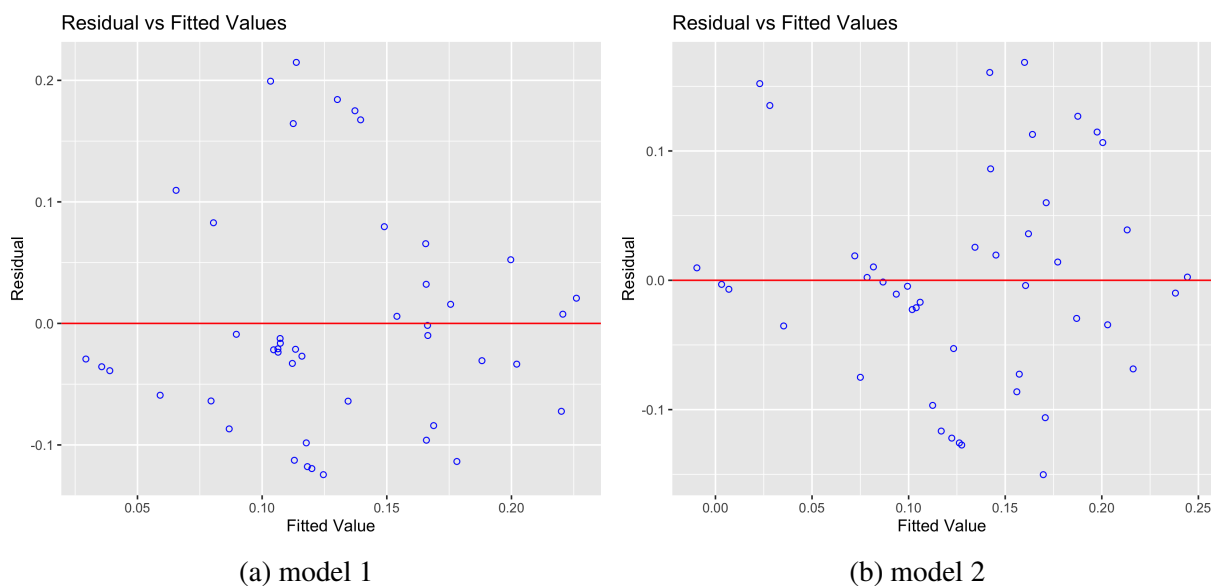 Residual vs Fitted Values
0.2
0.1
0.0
-0.1
Residual
0.05
0.10
0.15
0.20
Fitted Value
(a) model 1
Residual vs Fitted Values
0.1
0.0
-0.1
Residual
0.00
0.05
0.10
0.15
0.20
0.25
Fitted Value
(b) model 2